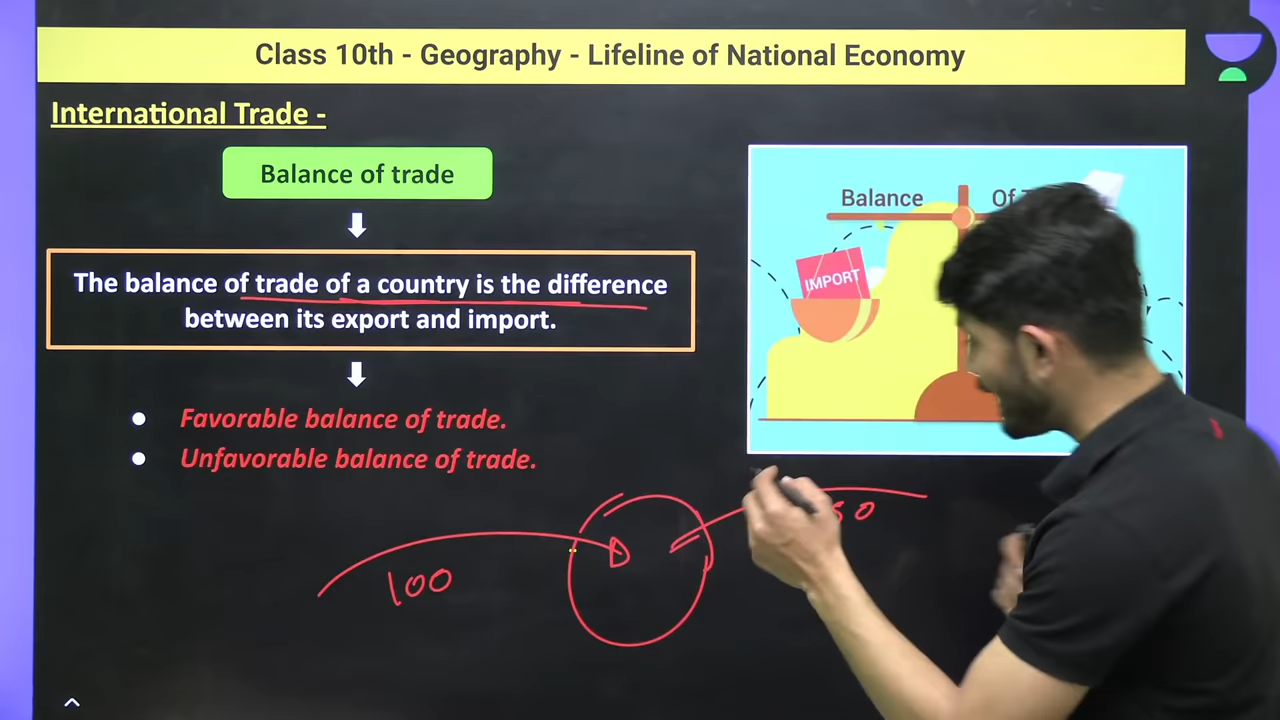 Class 10th - Geography - Lifeline of National Economy
International Trade -
Balance of trade
Balance Of
IMPORT
The balance of trade of a country is the difference
between its export and import.
● Favorable balance of trade.
● Unfavorable balance of trade.
100